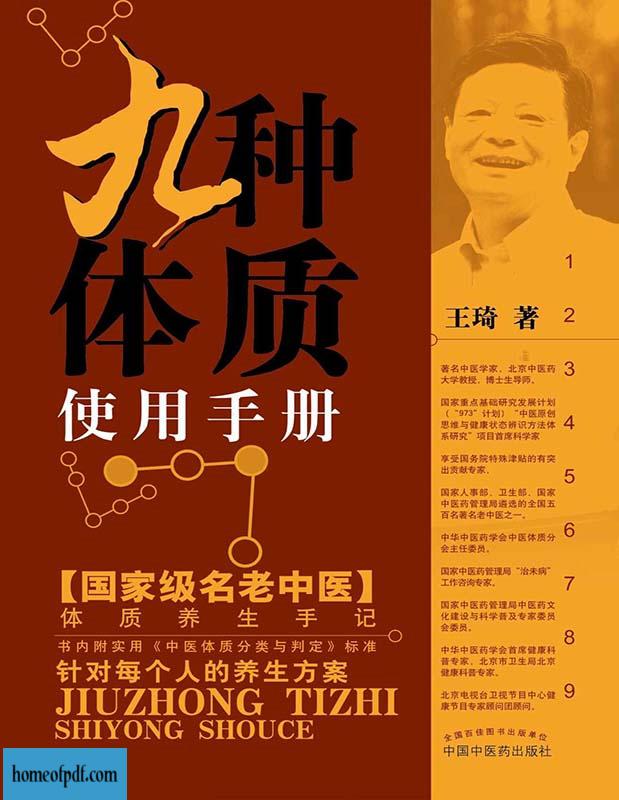 九种
体质
使用手册
【国家级名老中医】
体质养生手记
书内附实用《中医体质分类与判定》标准
针对每个人的养生方案
JIUZHONG TIZHI
SHIYONG SHOUCE
homeofpdf.com
王琦 著
著名中医学家，北京中医药
大学教授，博士生导师。
国家重点基础研究发展计划
（“973”计划）“中医原创
思维与健康状态辨识方法体
系研究”项目首席科学家
享受国务院特殊津贴的有突
出贡献专家。
国家人事部、卫生部、国家
中医药管理局遴选的全国五
百名著名老中医之一。
中华中医药学会中医体质分
会主任委员。
国家中医药管理局“治未病”
工作咨询专家。
国家中医药管理局中医药文
化建设与科学普及专家委员
会委员。
中华中医药学会首席健康科
普专家，北京市卫生局北京
健康科普专家。
北京电视台卫视节目中心健
康节目专家顾问团顾问。
1
2
3
4
5
6
7
8
9
全国百佳图书出版单位
中国中医药出版社